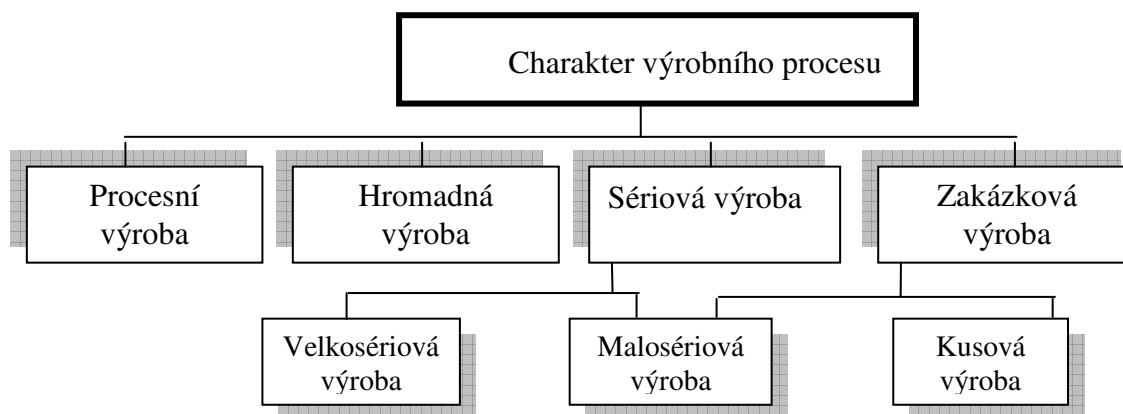 Charakter výrobního procesu
Procesní
výroba
Hromadná
výroba
Sériová výroba
Zakázková
výroba
Velkosériová
výroba
Malosériová
výroba
Kusová
výroba